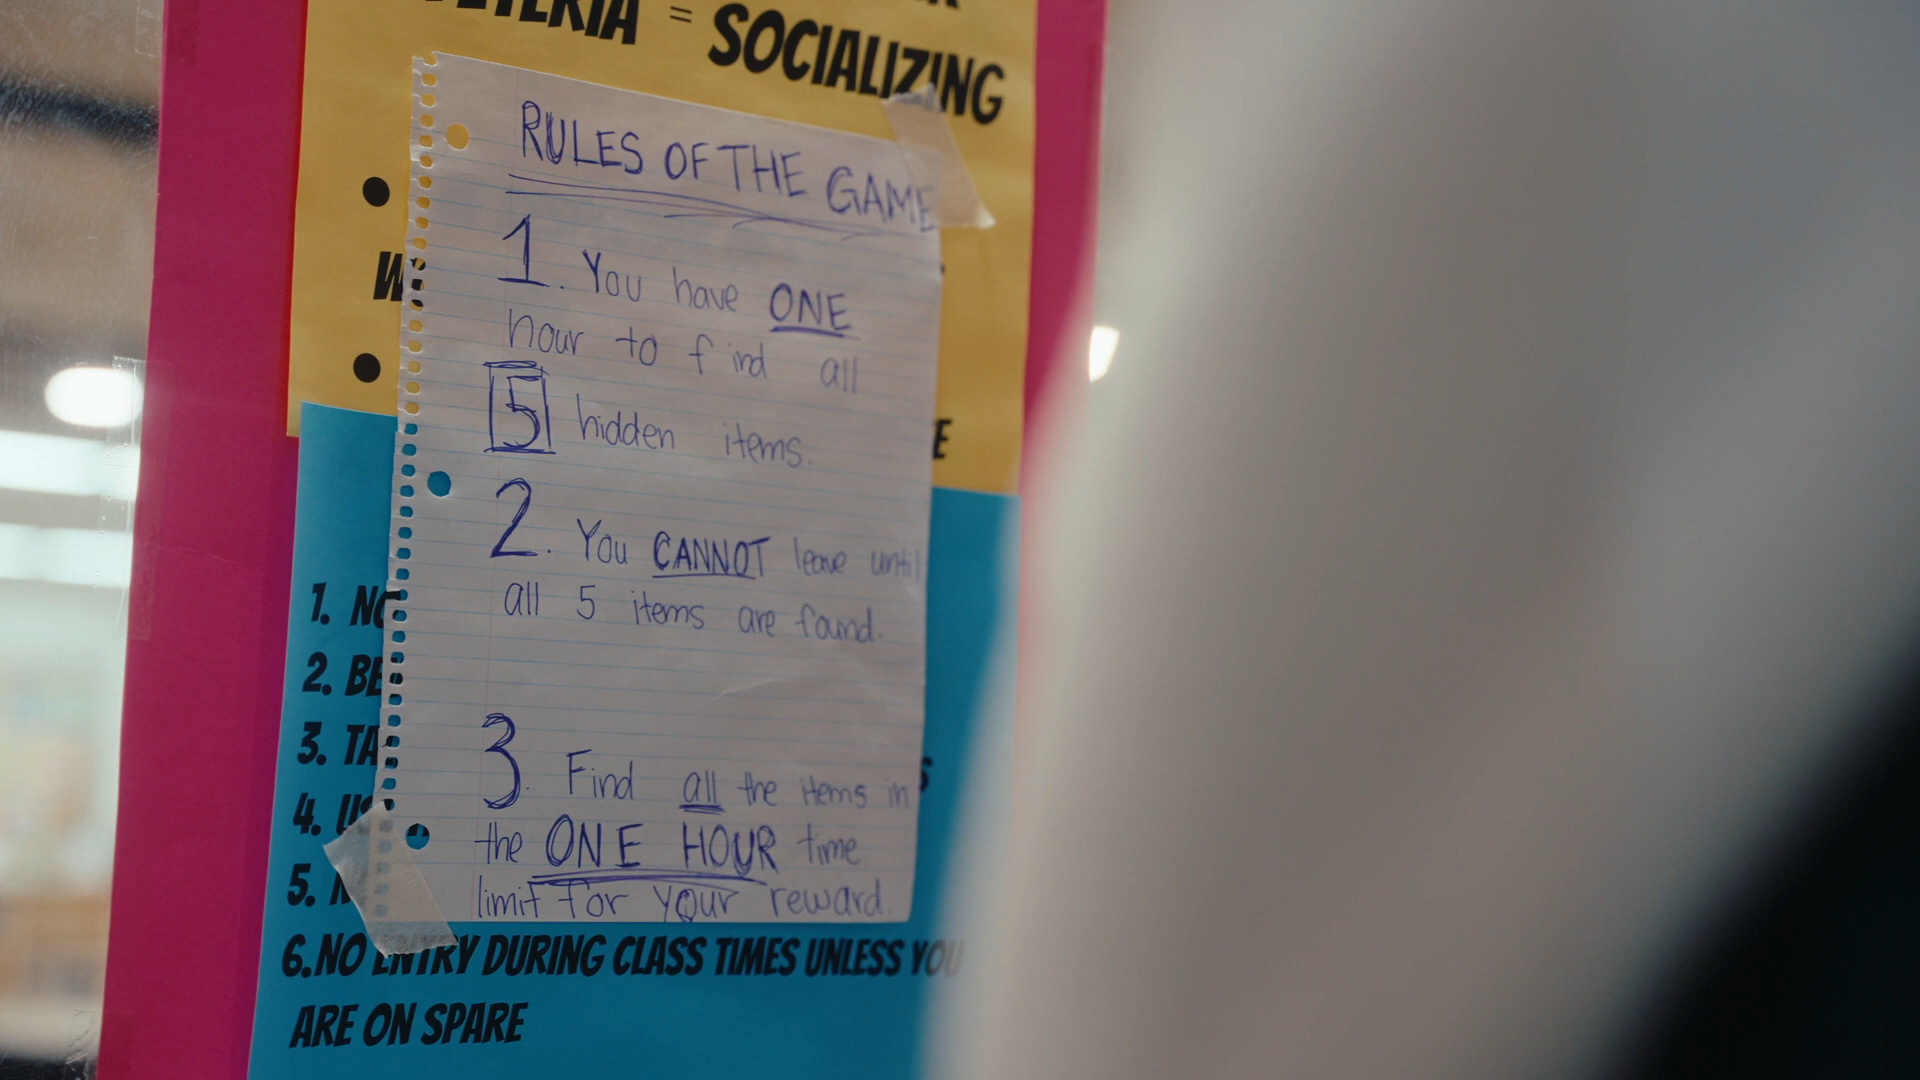 = SOCIALIZING
RULES OF THE GAME
1. You have ONE
hour to find all
5 hidden items.
2. You CANNOT leave until
all 5 items are found.
3. Find all the items in
the ONE HOUR time
limit for your reward.
1.
2.
3.
4.
5.
6. NO ENTRY DURING CLASS TIMES UNLESS YOU
ARE ON SPARE